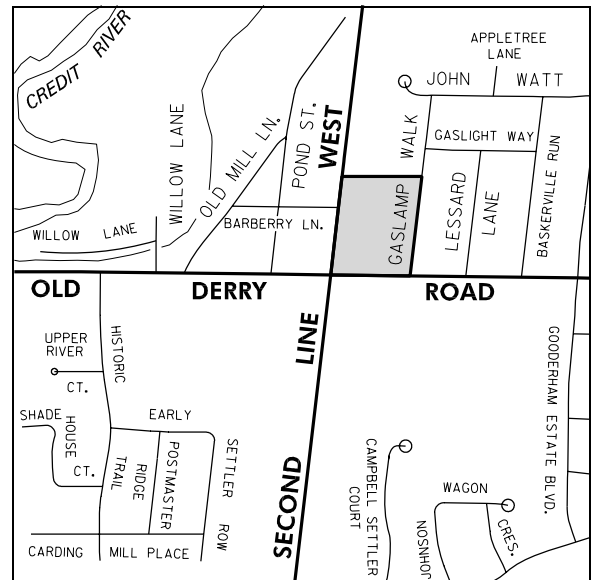 CREDIT RIVER
APPLETREE
LANE
JOHN WATT
WILLOW LANE
OLD MILL LN.
POND ST.
WEST
WALK
GASLIGHT WAY
BASKERVILLE RUN
GASLAMP
LESSARD
LANE
WILLOW LANE
BARBERRY LN.
OLD DERRY ROAD
UPPER
RIVER
CT.
HISTORIC
TRAIL
LINE
GOODERHAM ESTATE BLVD.
SHADE
HOUSE
CT.
EARLY
SETTLER
ROW
POSTMASTER
RIDGE
SECOND
CAMPBELL SETTLER
COURT
WAGON
CRES.
NOSNHO
CARDING MILL PLACE